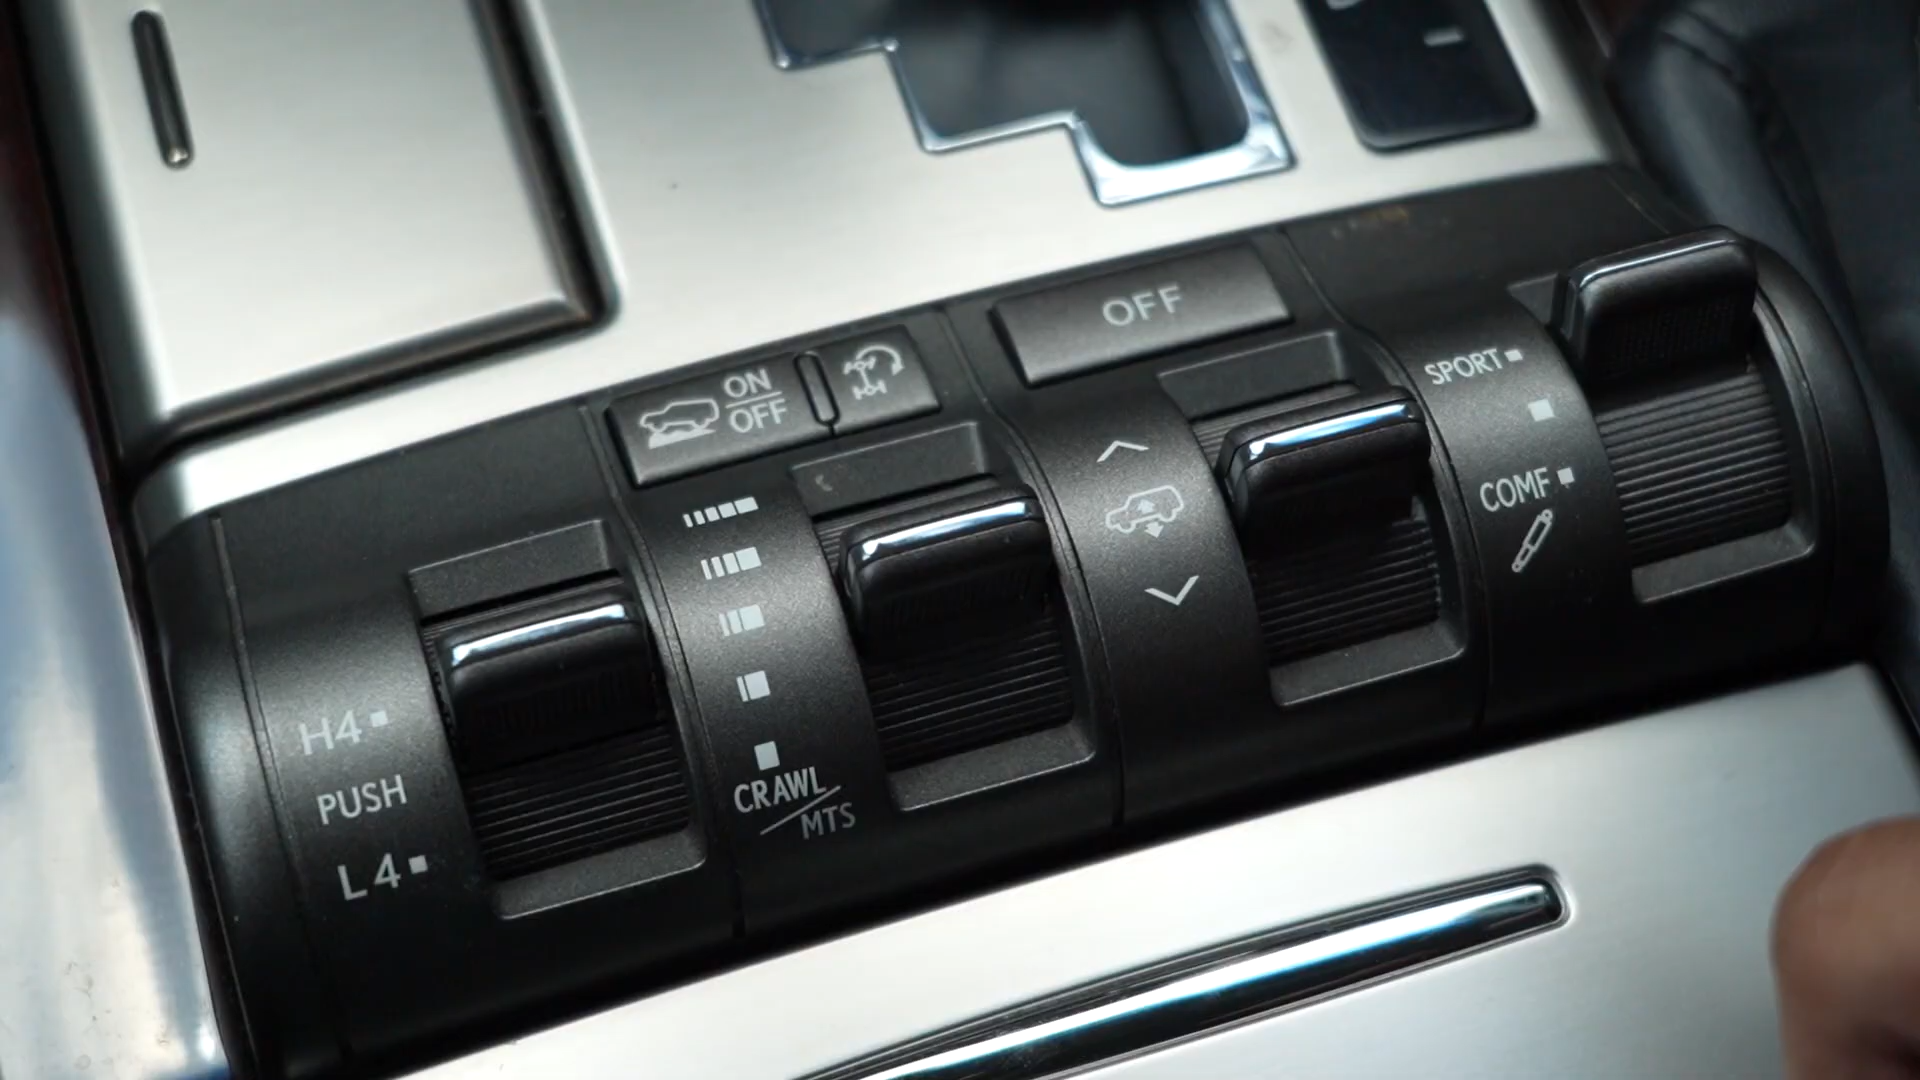 H4
PUSH
L4
ON
OFF
CRAWL
MTS
OFF
SPORT
COMF